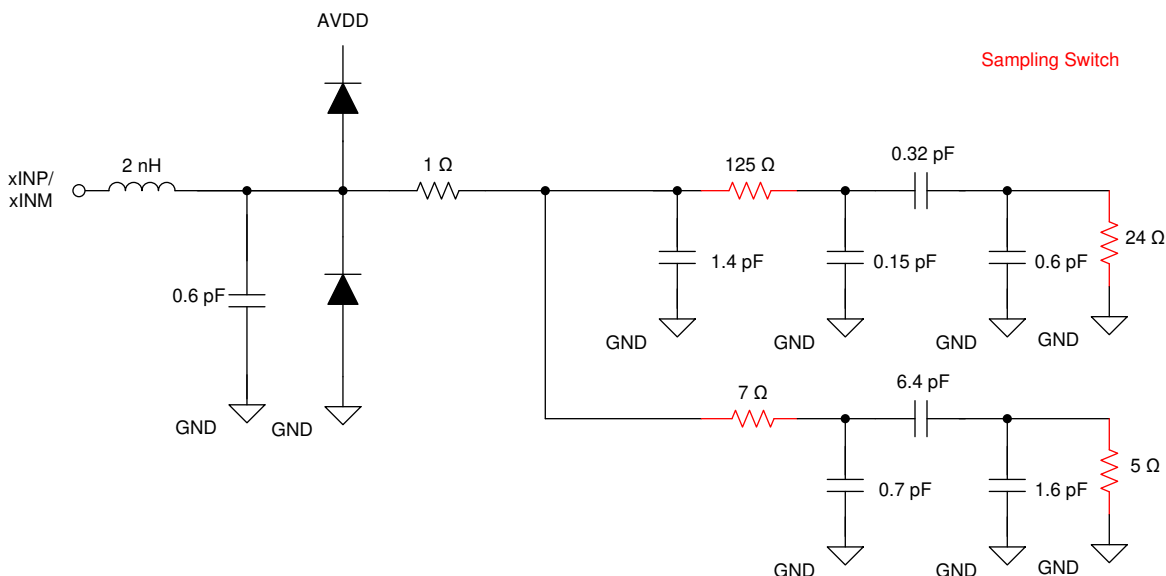 AVDD
Sampling Switch
xINP/
xINM
2 nH
1 Ω
125 Ω
0.32 pF
24 Ω
0.6 pF
1.4 pF
0.15 pF
0.6 pF
GND
GND
GND
GND
7 Ω
6.4 pF
GND
GND
5 Ω
0.7 pF
1.6 pF
GND
GND
GND